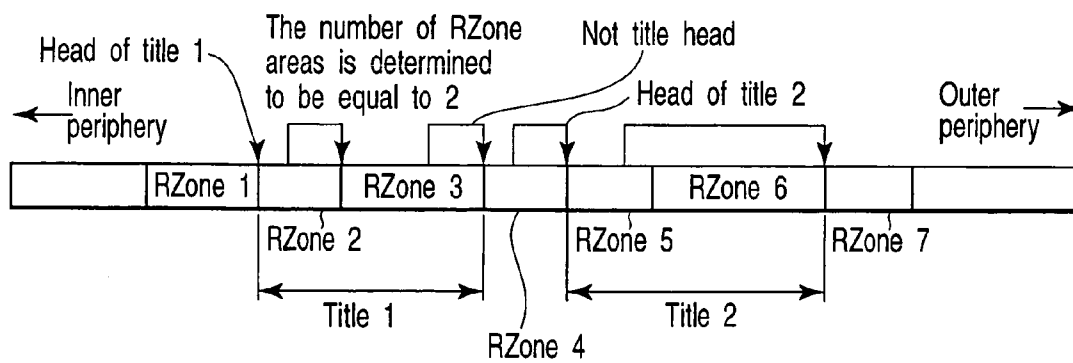 Head of title 1
The number of RZone
areas is determined
to be equal to 2
Not title head
Head of title 2
Inner
periphery
Outer
periphery
RZone 1
RZone 3
RZone 6
RZone 2
RZone 5
RZone 7
Title 1
Title 2
RZone 4